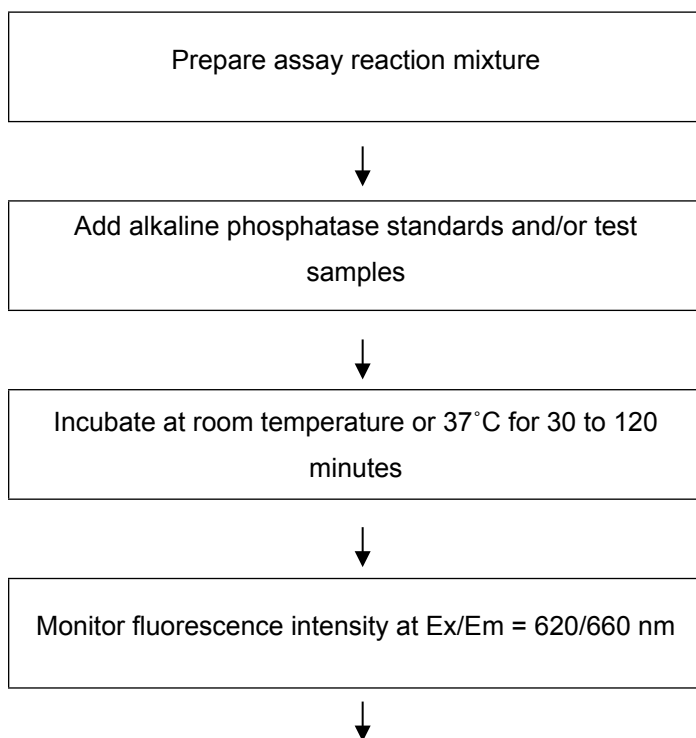 Prepare assay reaction mixture
Add alkaline phosphatase standards and/or test
samples
Incubate at room temperature or 37˚C for 30 to 120
minutes
Monitor fluorescence intensity at Ex/Em = 620/660 nm